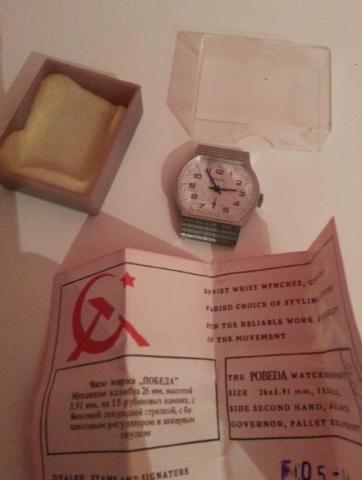 SOVIET WRIST WFNCHES,
VARIED CHOICE OF STYLIN
FOR THE RELIABLE WORK
OF THE MOVEMENT
Часы марки „ПОБЕДА"
Механизм калибра 26 мм, высотой
3,91 мм, на 15 рубиновых камнях, с
боковой секундной стрелкой, с ба-
лансовым регулятором и анкерным
спуском
THE POBEDA WATCH
SIZE 26x3,91 mm, 15
SIDE SECOND HAND,
GOVERNOR, PALLET
DEALER STAMP AND SIGNATURE